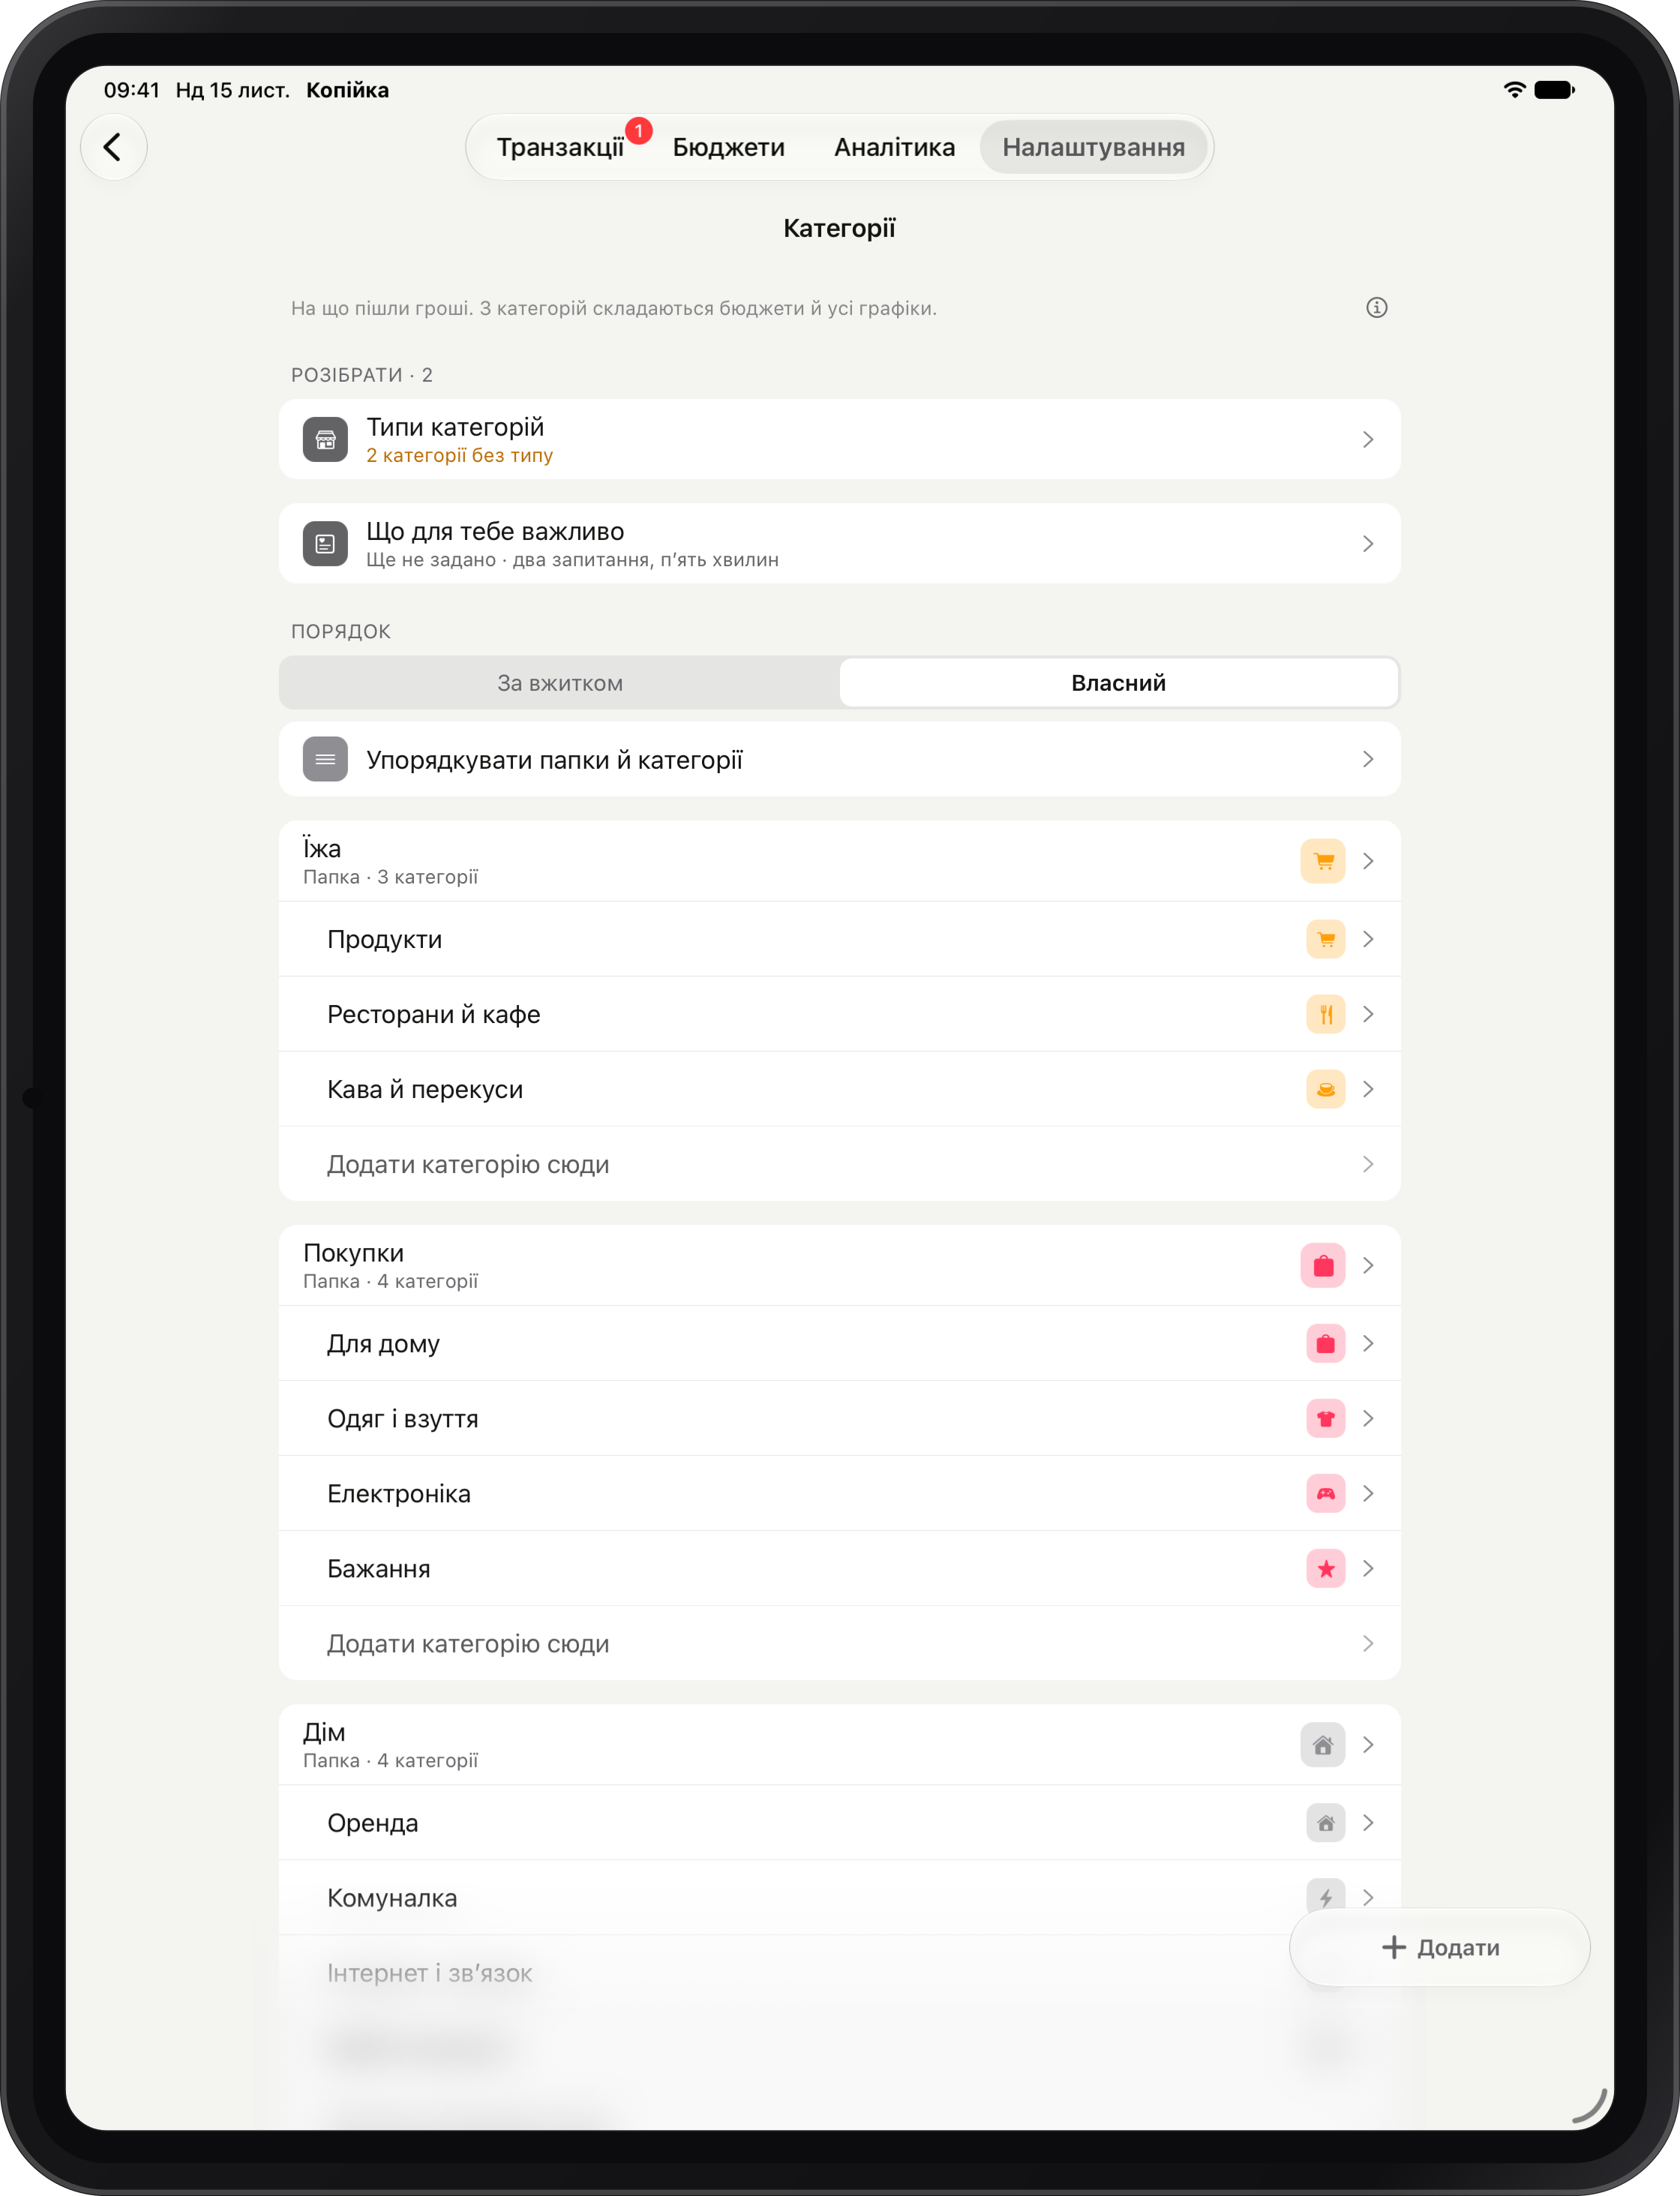 09:41 Нд 15 лист. Копійка
Транзакції 1 Бюджети Аналітика Налаштування
Категорії
На що пішли гроші. З категорій складаються бюджети й усі графіки.
РОЗІБРАТИ · 2
Типи категорій
2 категорії без типу
Що для тебе важливо
Ще не задано · два запитання, п’ять хвилин
ПОРЯДОК
За вжитком Власний
Упорядкувати папки й категорії
Їжа
Папка · 3 категорії
Продукти
Ресторани й кафе
Кава й перекуси
Додати категорію сюди
Покупки
Папка · 4 категорії
Для дому
Одяг і взуття
Електроніка
Бажання
Додати категорію сюди
Дім
Папка · 4 категорії
Оренда
Комуналка
Додати
Інтернет і зв’язок